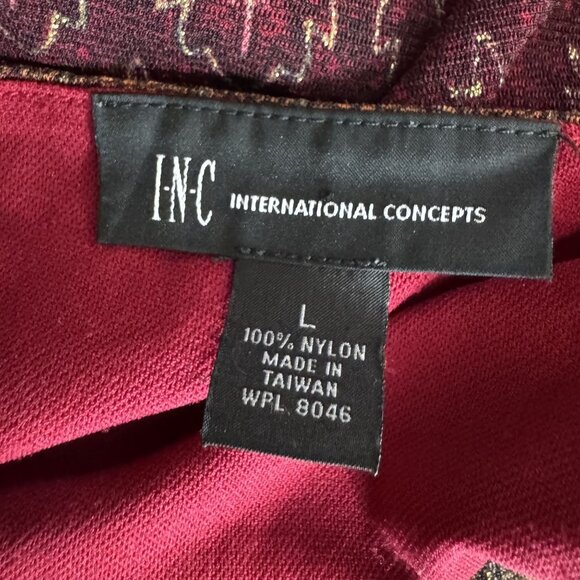 I·N·C INTERNATIONAL CONCEPTS
L
100% NYLON
MADE IN
TAIWAN
WPL 8046